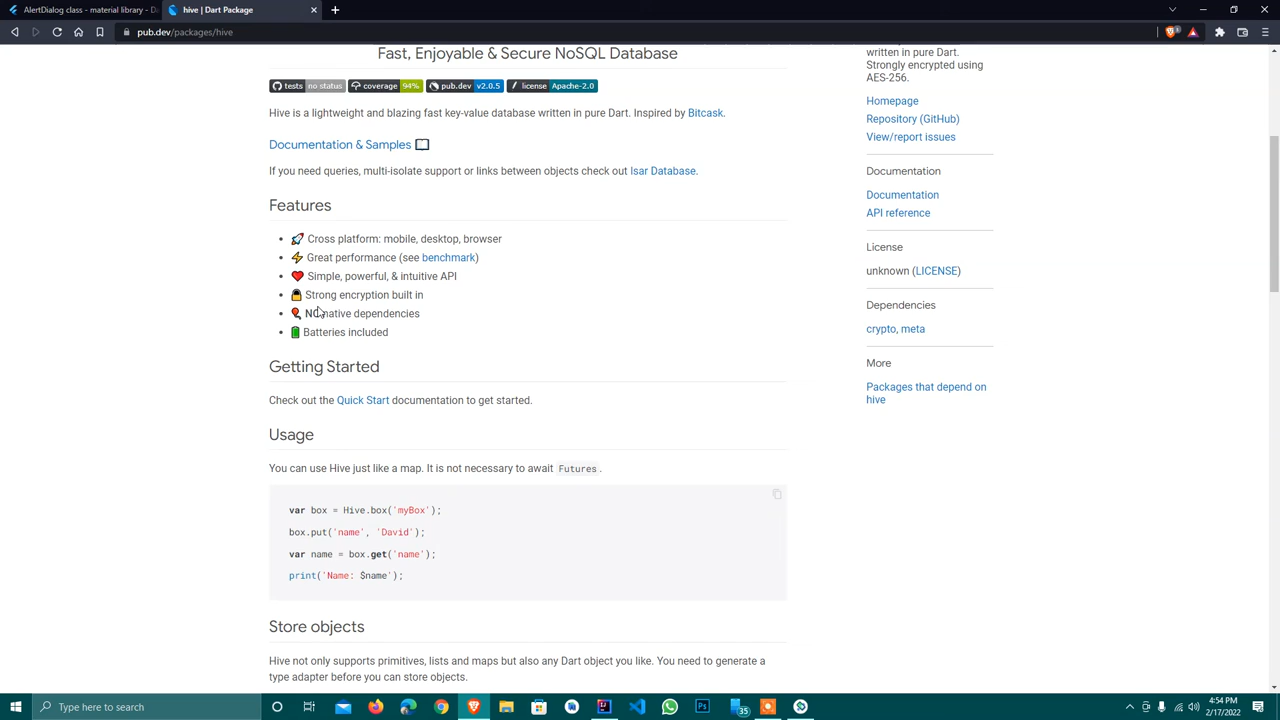 AlertDialog class - material library - D
hive | Dart Package
pub.dev/packages/hive
Fast, Enjoyable & Secure NoSQL Database
tests no status coverage 94% pub.dev v2.0.5 license Apache-2.0
Hive is a lightweight and blazing fast key-value database written in pure Dart. Inspired by Bitcask.
Documentation & Samples
If you need queries, multi-isolate support or links between objects check out Isar Database.
Features
Cross platform: mobile, desktop, browser
Great performance (see benchmark)
Simple, powerful, & intuitive API
Strong encryption built in
NO native dependencies
Batteries included
Getting Started
Check out the Quick Start documentation to get started.
Usage
You can use Hive just like a map. It is not necessary to await Futures.
var box = Hive.box('myBox');
box.put('name', 'David');
var name = box.get('name');
print('Name: $name');
Store objects
Hive not only supports primitives, lists and maps but also any Dart object you like. You need to generate a
type adapter before you can store objects.
written in pure Dart.
Strongly encrypted using
AES-256.
Homepage
Repository (GitHub)
View/report issues
Documentation
Documentation
API reference
License
unknown (LICENSE)
Dependencies
crypto, meta
More
Packages that depend on
hive
Type here to search
35
4:54 PM
2/17/2022